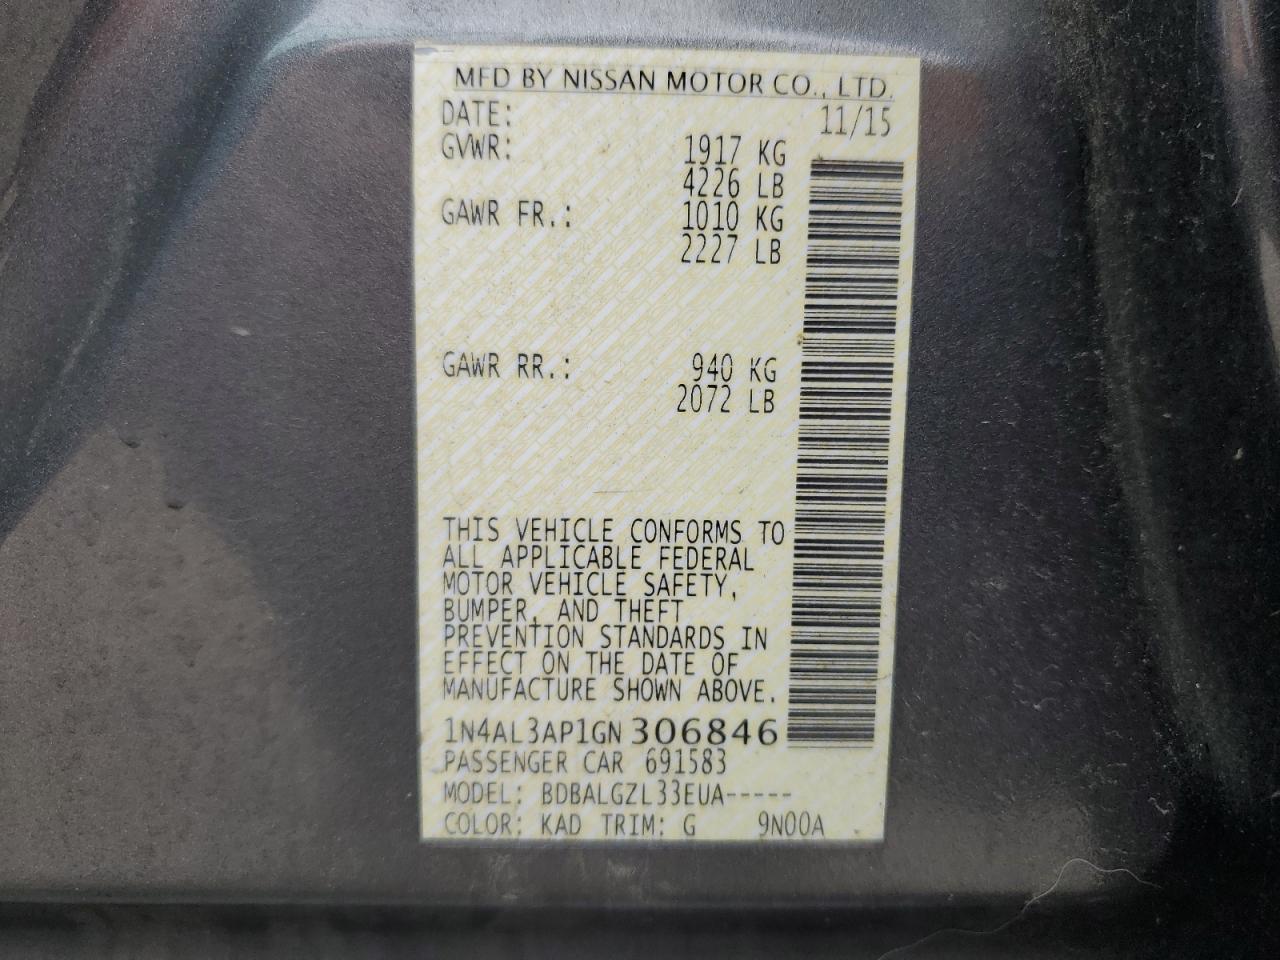 MFD BY NISSAN MOTOR CO., LTD.
DATE: 11/15
GVWR: 1917 KG
4226 LB
GAWR FR.: 1010 KG
2227 LB
GAWR RR.: 940 KG
2072 LB
THIS VEHICLE CONFORMS TO
ALL APPLICABLE FEDERAL
MOTOR VEHICLE SAFETY,
BUMPER, AND THEFT
PREVENTION STANDARDS IN
EFFECT ON THE DATE OF
MANUFACTURE SHOWN ABOVE.
1N4AL3AP1GN306846
PASSENGER CAR 691583
MODEL: BDBALGZL33EUA-----
COLOR: KAD TRIM: G 9N00A